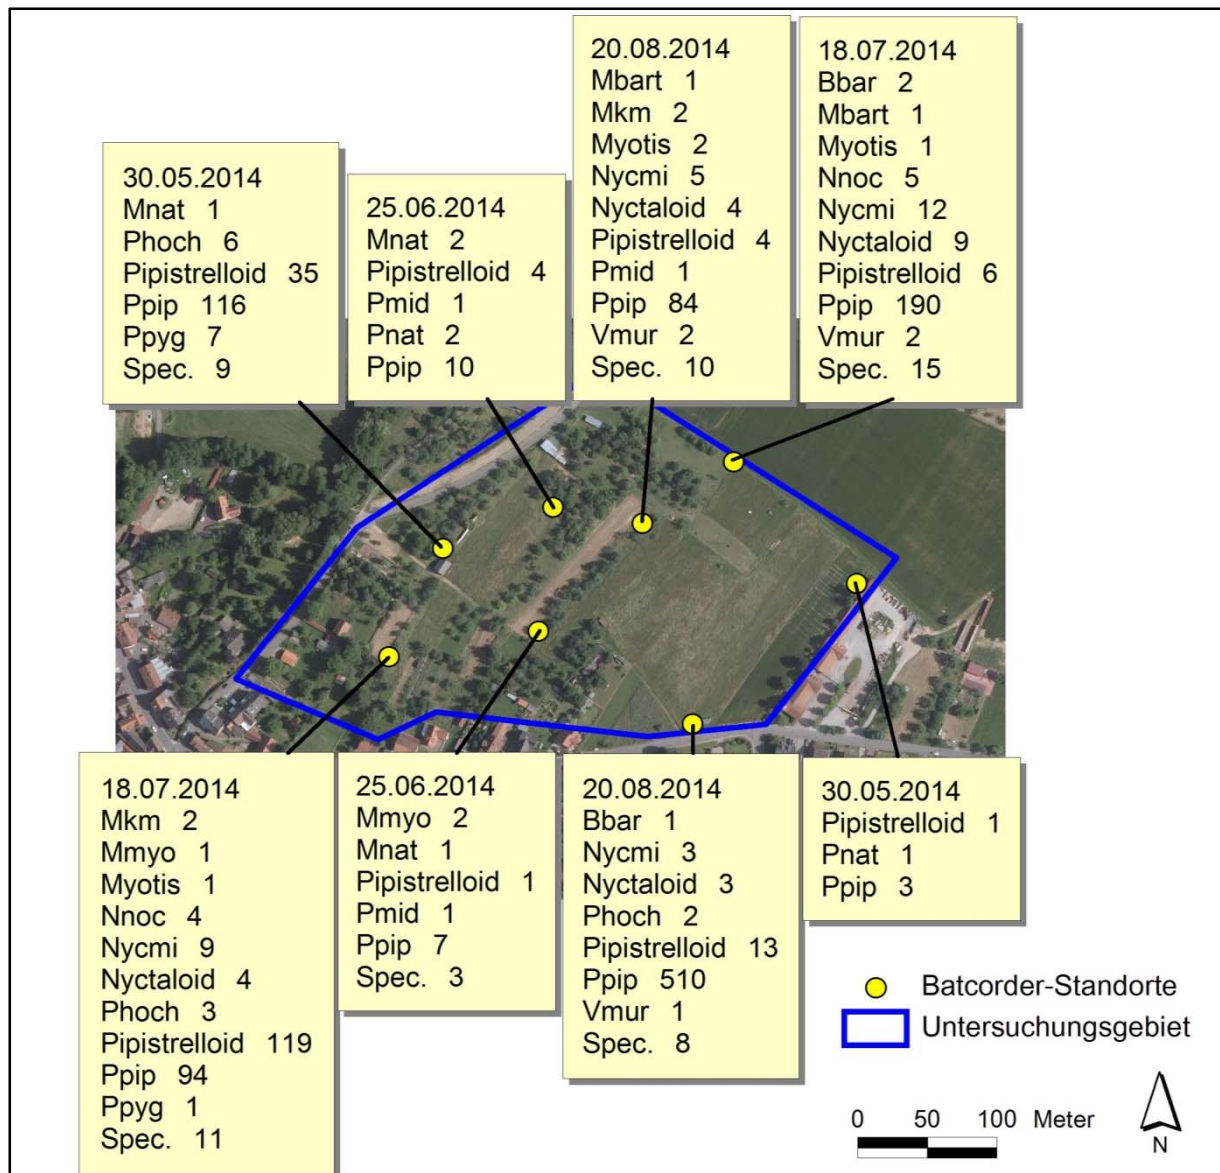 30.05.2014
Mnat 1
Phoch 6
Pipistrelloid 35
Ppip 116
Ppyg 7
Spec. 9
25.06.2014
Mnat 2
Pipistrelloid 4
Pmid 1
Pnat 2
Ppip 10
20.08.2014
Mbart 1
Mkm 2
Myotis 2
Nycmi 5
Nyctaloid 4
Pipistrelloid 4
Pmid 1
Ppip 84
Vmur 2
Spec. 10
18.07.2014
Bbar 2
Mbart 1
Myotis 1
Nnoc 5
Nycmi 12
Nyctaloid 9
Pipistrelloid 6
Ppip 190
Vmur 2
Spec. 15
18.07.2014
Mkm 2
Mmyo 1
Myotis 1
Nnoc 4
Nycmi 9
Nyctaloid 4
Phoch 3
Pipistrelloid 119
Ppip 94
Ppyg 1
Spec. 11
25.06.2014
Mmyo 2
Mnat 1
Pipistrelloid 1
Pmid 1
Ppip 7
Spec. 3
20.08.2014
Bbar 1
Nycmi 3
Nyctaloid 3
Phoch 2
Pipistrelloid 13
Ppip 510
Vmur 1
Spec. 8
30.05.2014
Pipistrelloid 1
Pnat 1
Ppip 3
Batcorder-Standorte
Untersuchungsgebiet
0 50 100 Meter
N